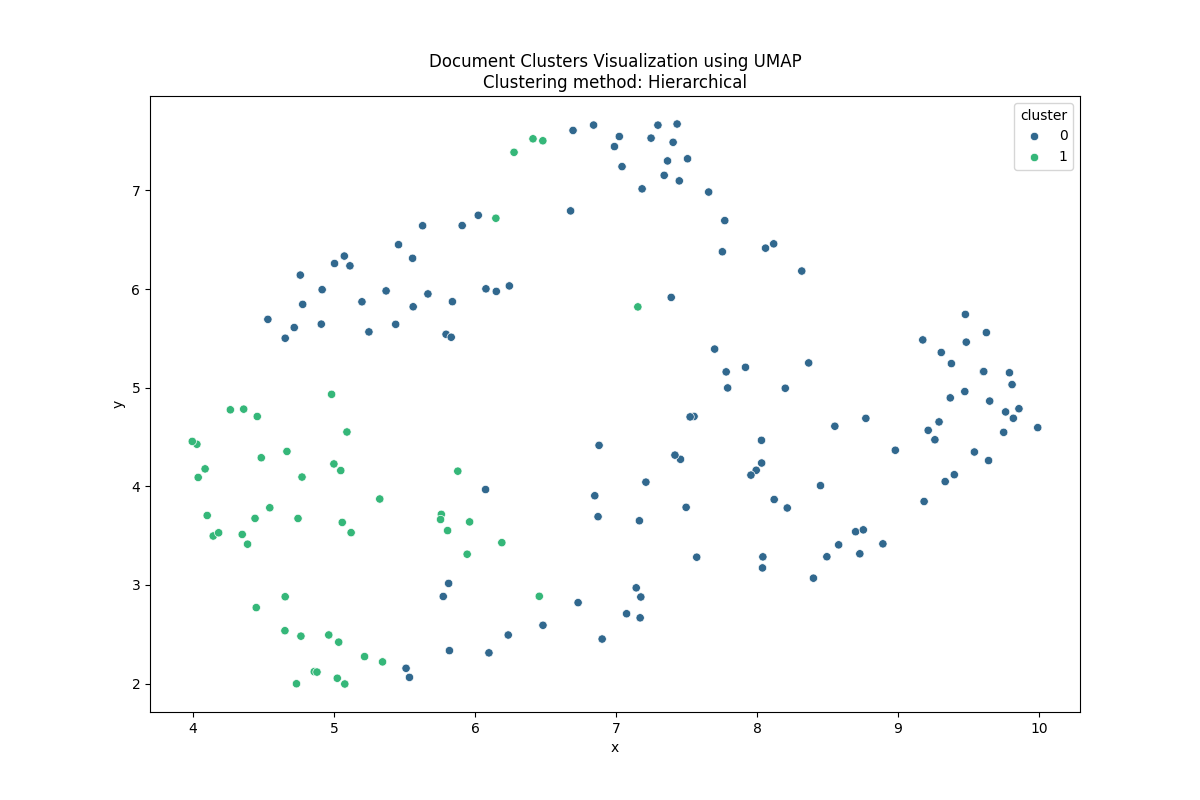 Document Clusters Visualization using UMAP
Clustering method: Hierarchical
cluster
0
1
7
6
5
4
3
2
y
4 5 6 7 8 9 10
x